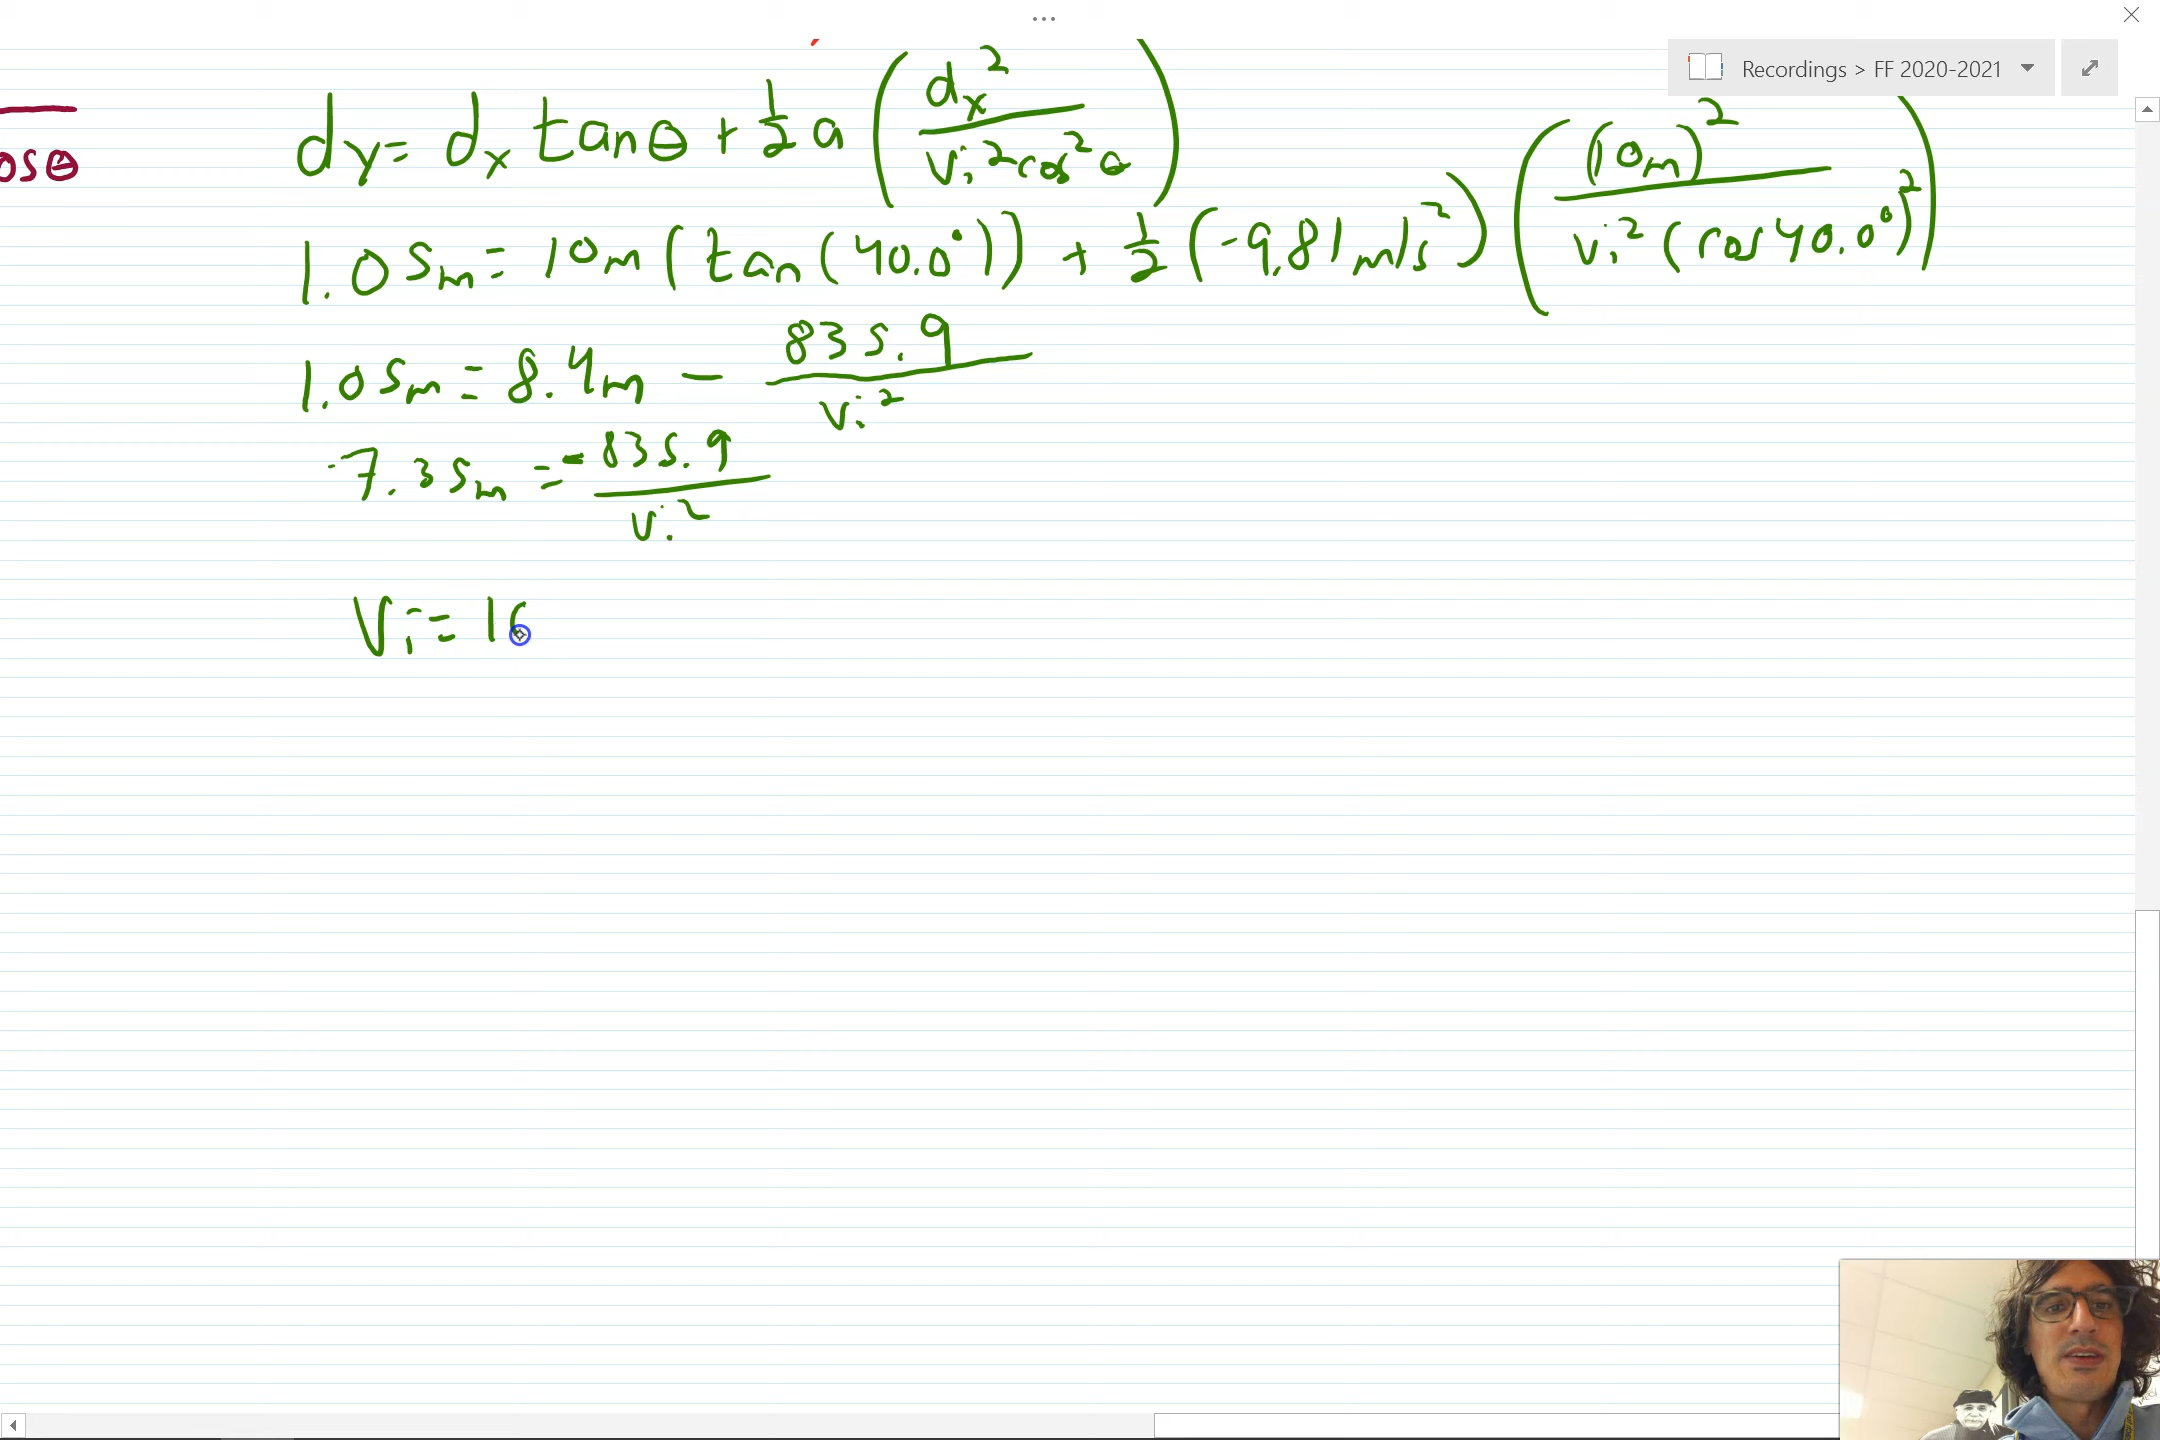 Recordings > FF 2020-2021
osθ
dy = dx tanθ + 1/2 a (dx² / vi² cos²θ)
1.05m = 10m (tan(40.0°)) + 1/2 (-9.81 m/s²) ((10m)² / vi² (cos 40.0°)²)
1.05m = 8.4m − 835.9 / vi²
-7.35m = -835.9 / vi²
Vi = 16